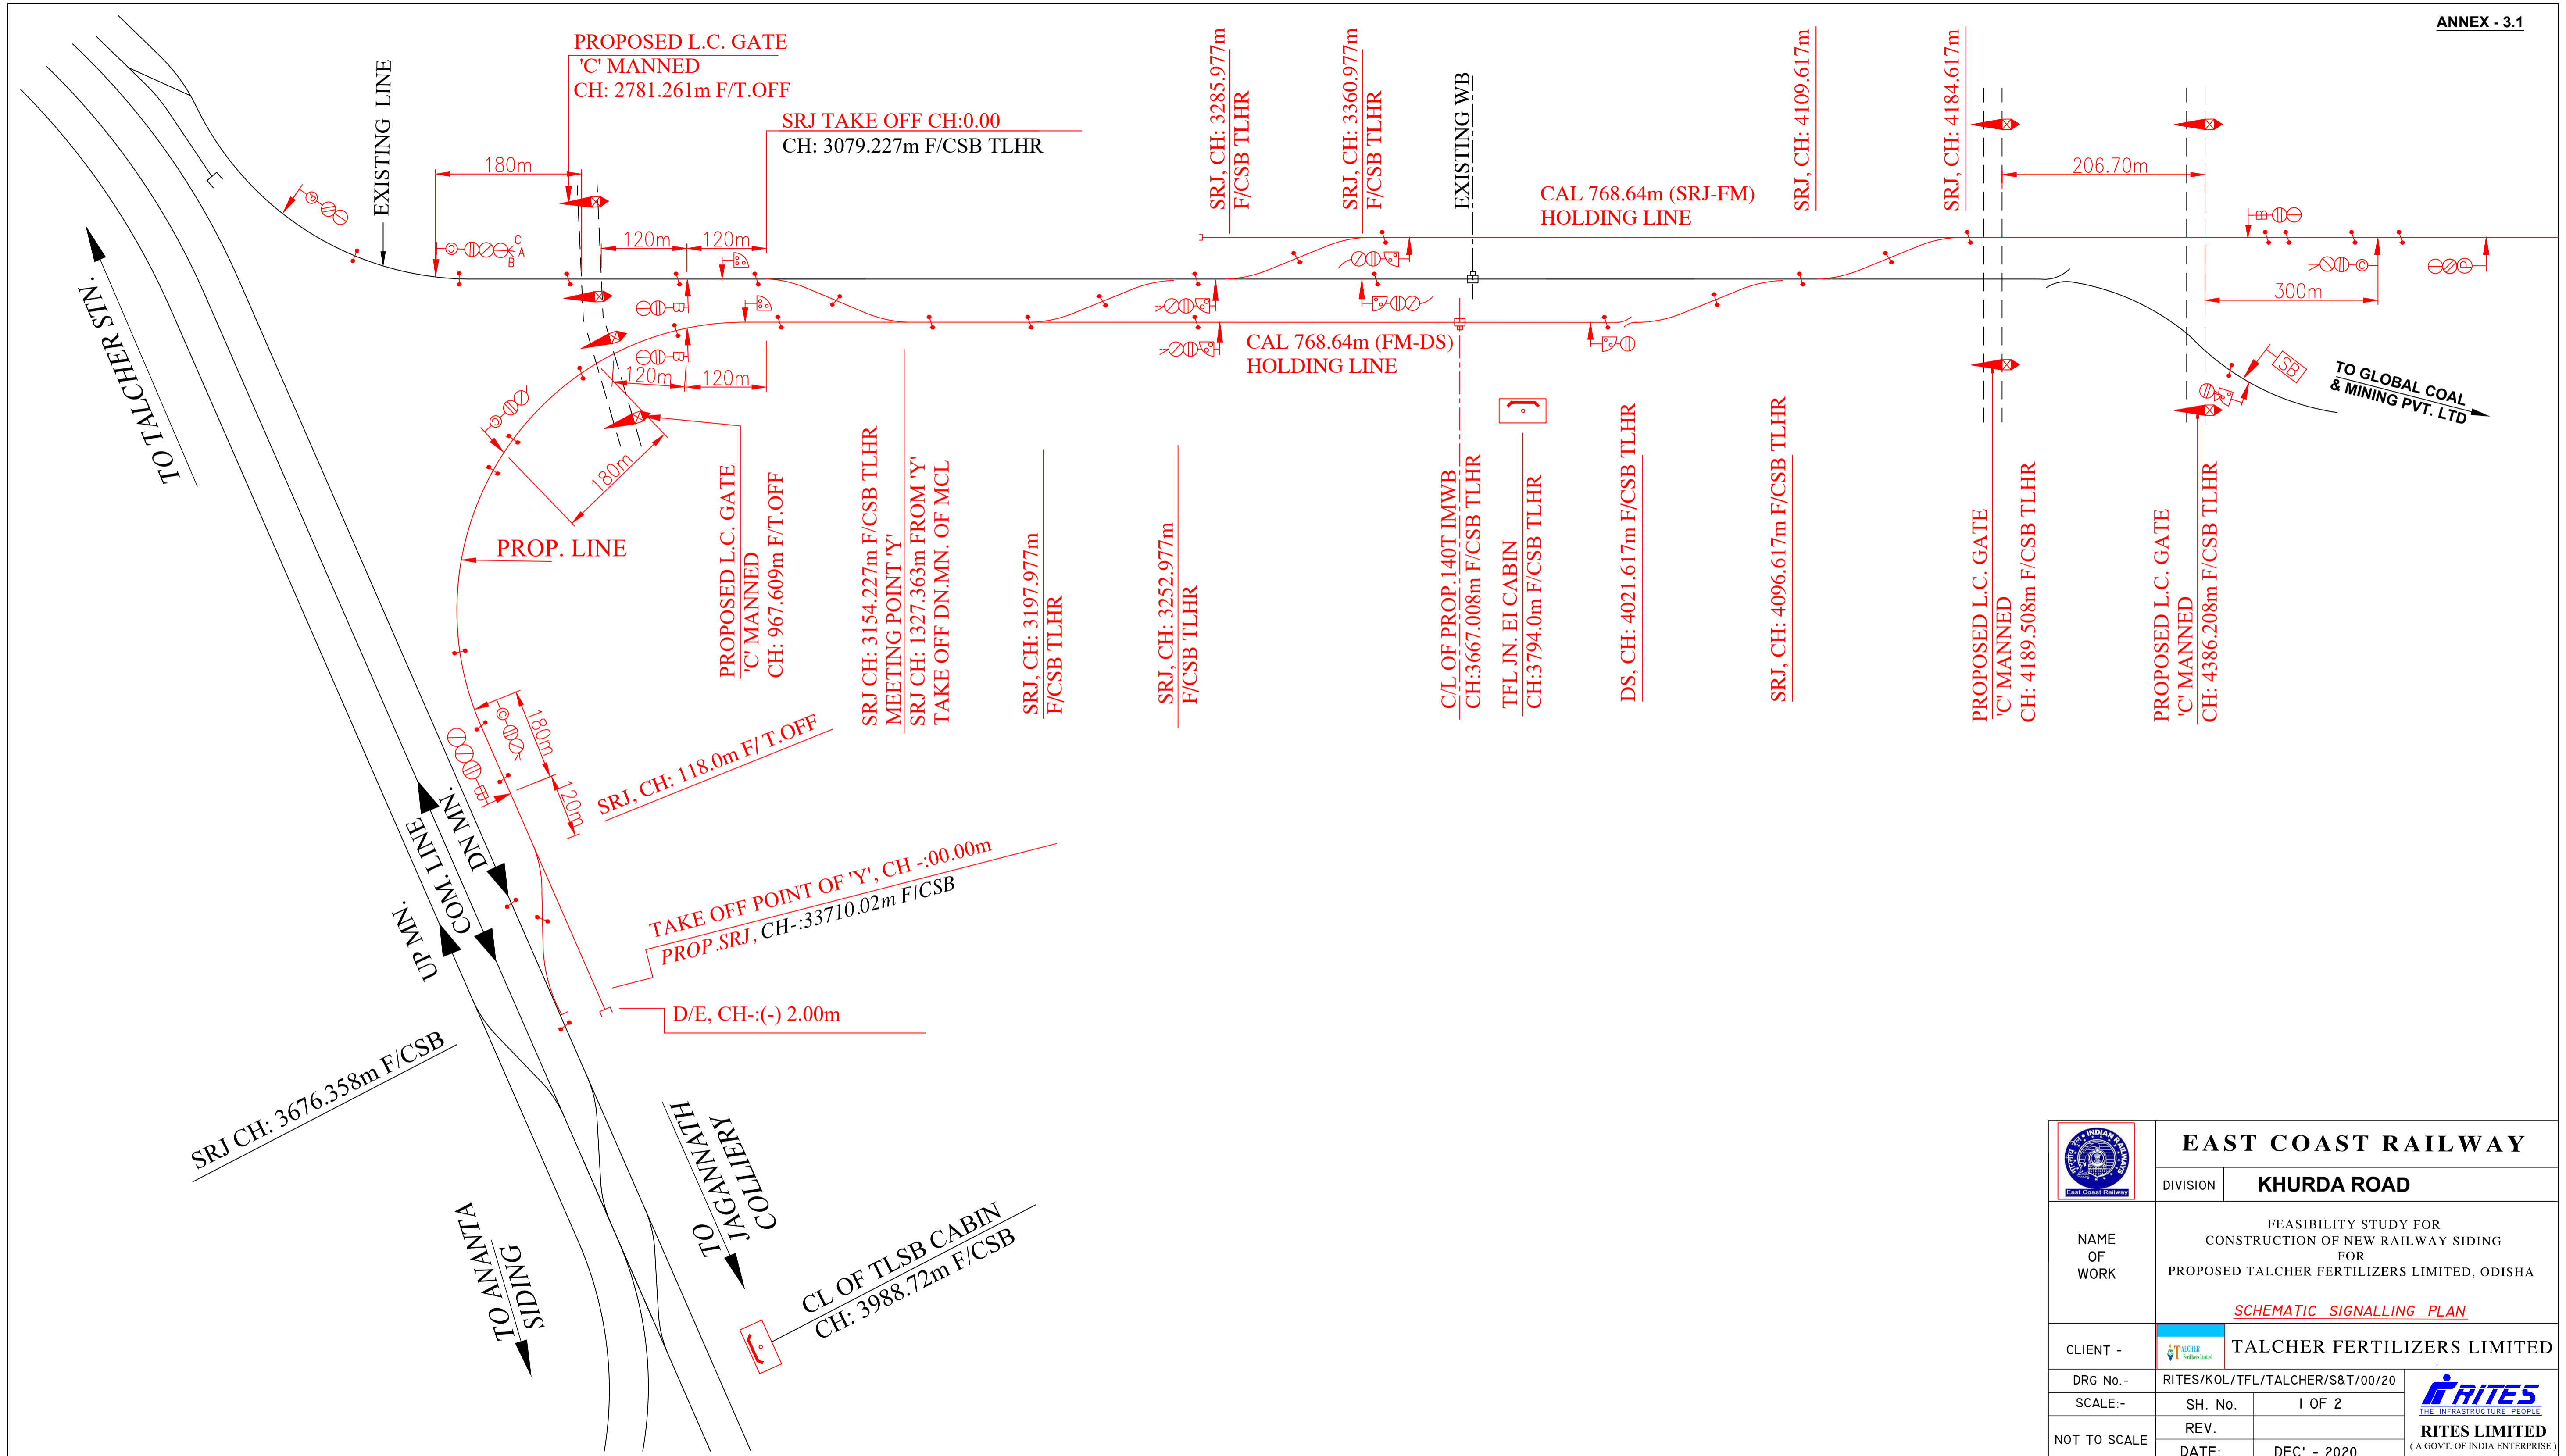 ANNEX - 3.1
PROPOSED L.C. GATE
'C' MANNED
CH: 2781.261m F/T.OFF
SRJ TAKE OFF CH:0.00
CH: 3079.227m F/CSB TLHR
EXISTING LINE
180m
120m
120m
C
A
B
SRJ, CH: 3285.977m
F/CSB TLHR
SRJ, CH: 3360.977m
F/CSB TLHR
EXISTING WB
CAL 768.64m (SRJ-FM)
HOLDING LINE
SRJ, CH: 4109.617m
SRJ, CH: 4184.617m
206.70m
300m
SB
TO GLOBAL COAL
& MINING PVT. LTD
CAL 768.64m (FM-DS)
HOLDING LINE
120m
120m
180m
TO TALCHER STN.
PROP. LINE
PROPOSED L.C. GATE
'C' MANNED
CH: 967.609m F/T.OFF
SRJ CH: 3154.227m F/CSB TLHR
MEETING POINT 'Y'
SRJ CH: 1327.363m FROM 'Y'
TAKE OFF DN.MN. OF MCL
SRJ, CH: 3197.977m
F/CSB TLHR
SRJ, CH: 3252.977m
F/CSB TLHR
C/L OF PROP.140T IMWB
CH:3667.008m F/CSB TLHR
TFL JN. EI CABIN
CH:3794.0m F/CSB TLHR
DS, CH: 4021.617m F/CSB TLHR
SRJ, CH: 4096.617m F/CSB TLHR
PROPOSED L.C. GATE
'C' MANNED
CH: 4189.508m F/CSB TLHR
PROPOSED L.C. GATE
'C' MANNED
CH: 4386.208m F/CSB TLHR
180m
120m
SRJ, CH: 118.0m F/ T.OFF
UP MN.
COM. LINE
DN MN.
TAKE OFF POINT OF 'Y', CH -:00.00m
PROP.SRJ, CH-:33710.02m F/CSB
D/E, CH-:(-) 2.00m
SRJ CH: 3676.358m F/CSB
TO ANANTA
SIDING
TO
JAGANNATH
COLLIERY
CL OF TLSB CABIN
CH: 3988.72m F/CSB
INDIAN RAILWAYS
East Coast Railway
EAST COAST RAILWAY
DIVISION KHURDA ROAD
NAME
OF
WORK
FEASIBILITY STUDY FOR
CONSTRUCTION OF NEW RAILWAY SIDING
FOR
PROPOSED TALCHER FERTILIZERS LIMITED, ODISHA
SCHEMATIC SIGNALLING PLAN
CLIENT -
TALCHER
Fertilizers Limited
TALCHER FERTILIZERS LIMITED
DRG No.- RITES/KOL/TFL/TALCHER/S&T/00/20
SCALE:- SH. No. 1 OF 2
NOT TO SCALE
REV.
DATE: DEC' - 2020
RITES
THE INFRASTRUCTURE PEOPLE
RITES LIMITED
( A GOVT. OF INDIA ENTERPRISE )